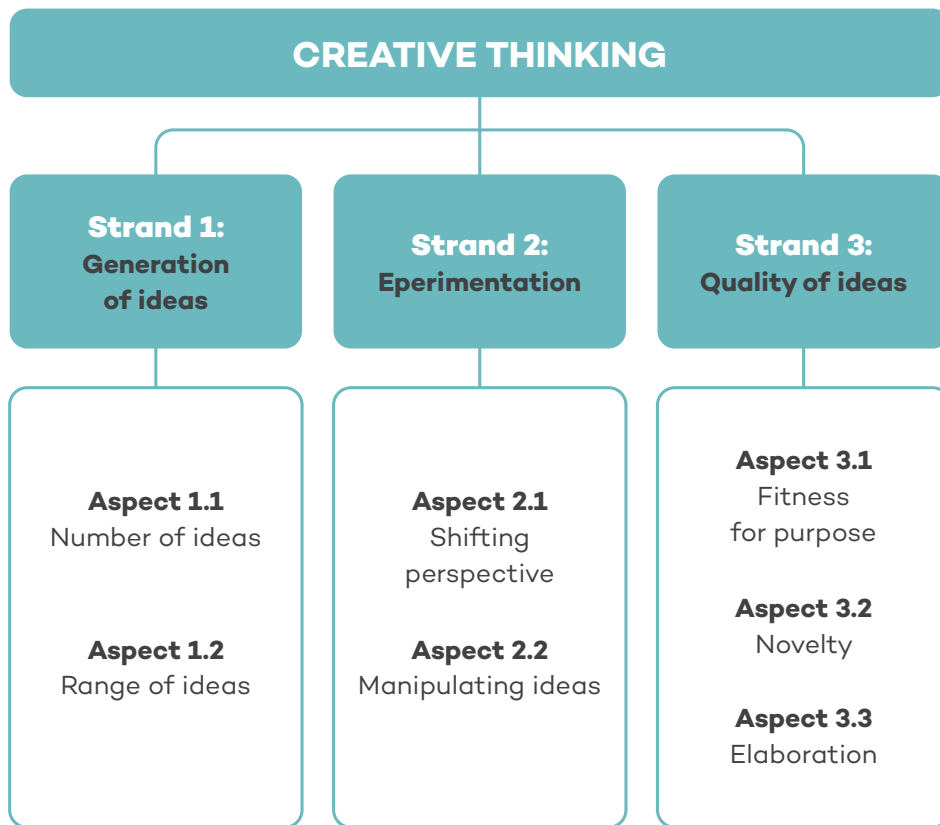 CREATIVE THINKING
Strand 1:
Generation
of ideas
Strand 2:
Eperimentation
Strand 3:
Quality of ideas
Aspect 1.1
Number of ideas
Aspect 1.2
Range of ideas
Aspect 2.1
Shifting
perspective
Aspect 2.2
Manipulating ideas
Aspect 3.1
Fitness
for purpose
Aspect 3.2
Novelty
Aspect 3.3
Elaboration